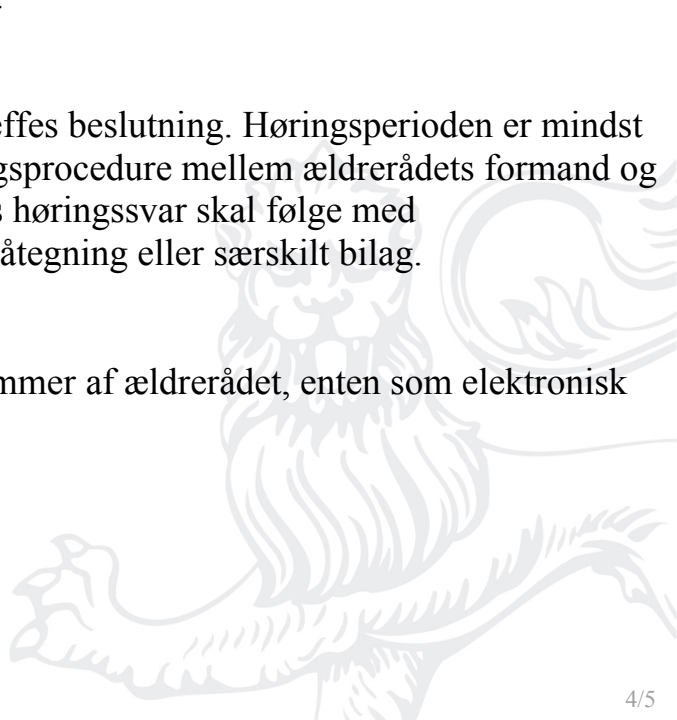 effes beslutning. Høringsperioden er mindst
gsprocedure mellem ældrerådets formand og
s høringssvar skal følge med
åtegning eller særskilt bilag.
mmer af ældrerådet, enten som elektronisk
4/5